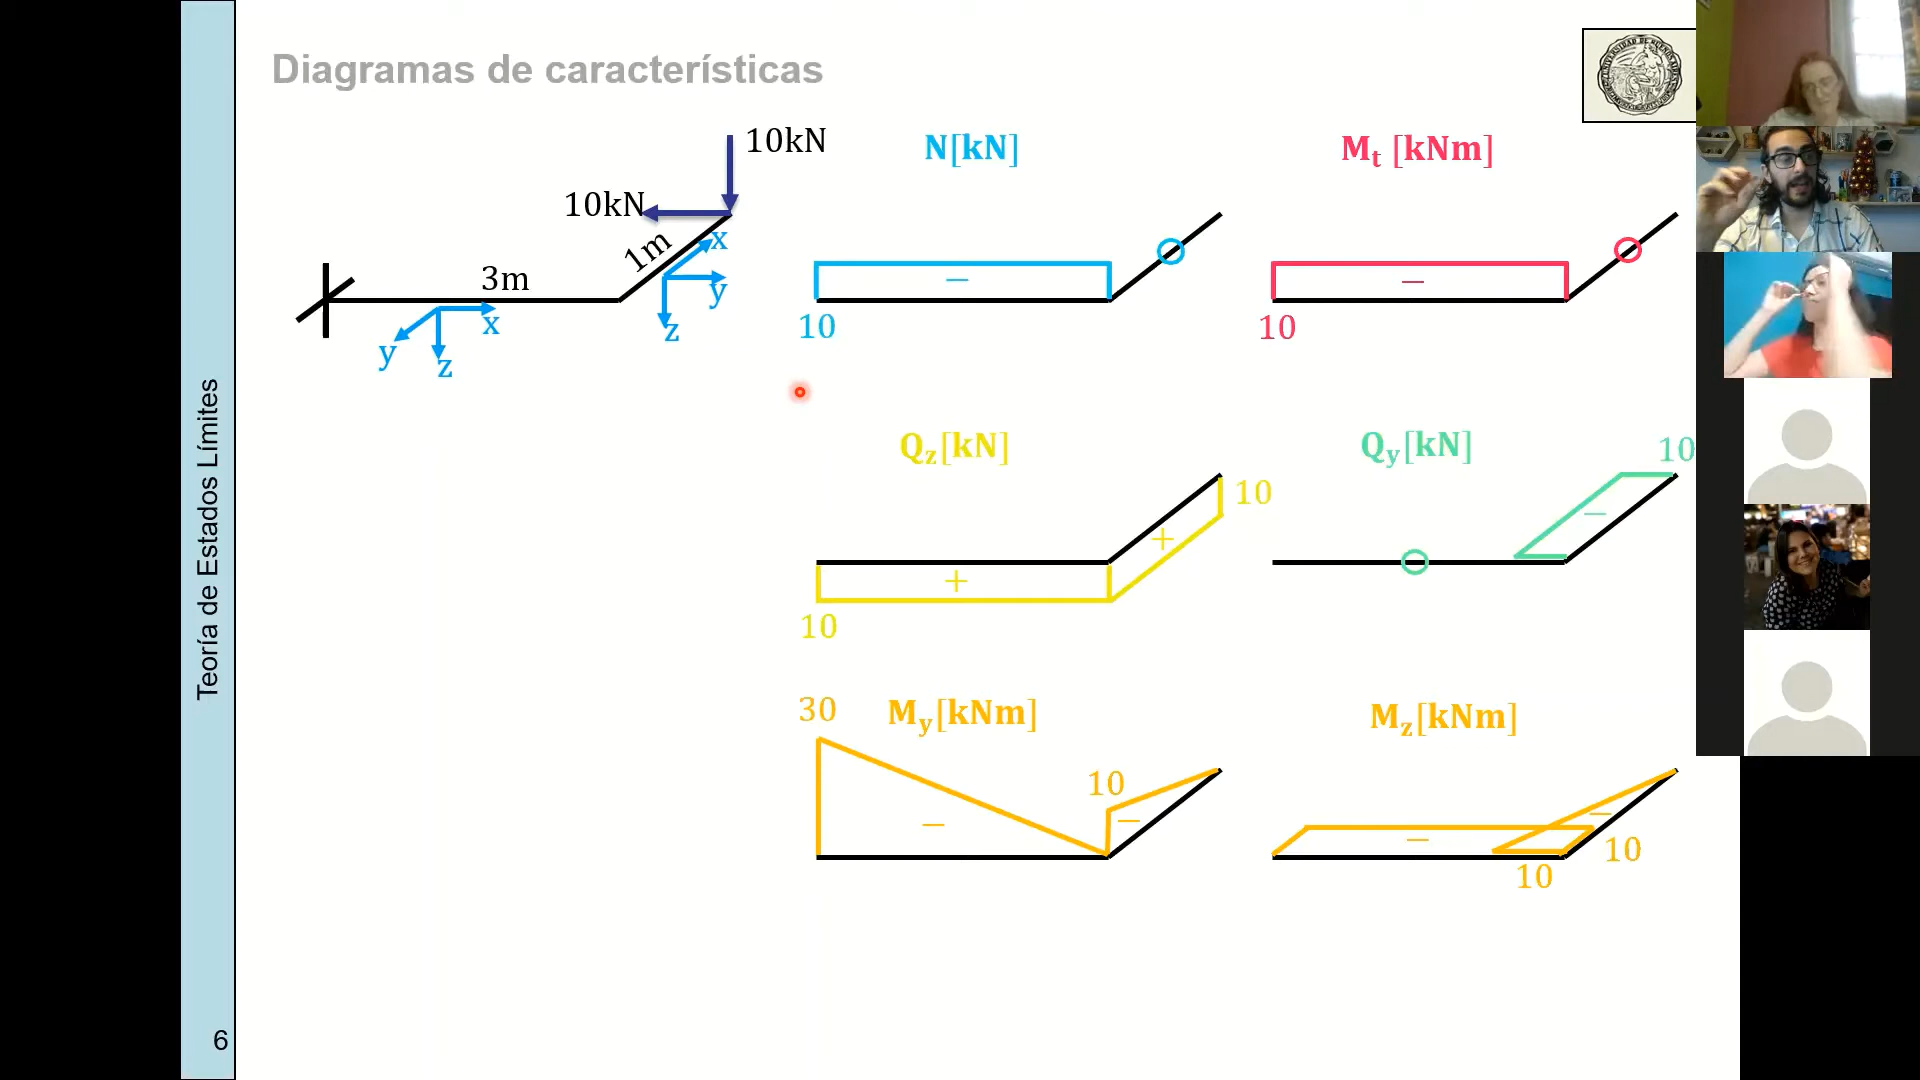 Diagramas de características
10kN
10kN
1m
3m
x
y
z
x
y
z
N[kN]
−
10
Mt [kNm]
−
10
Qz[kN]
10
+
+
10
Qy[kN]
10
−
My[kNm]
30
10
−
−
Mz[kNm]
−
−
10
10
Teoría de Estados Límites
6